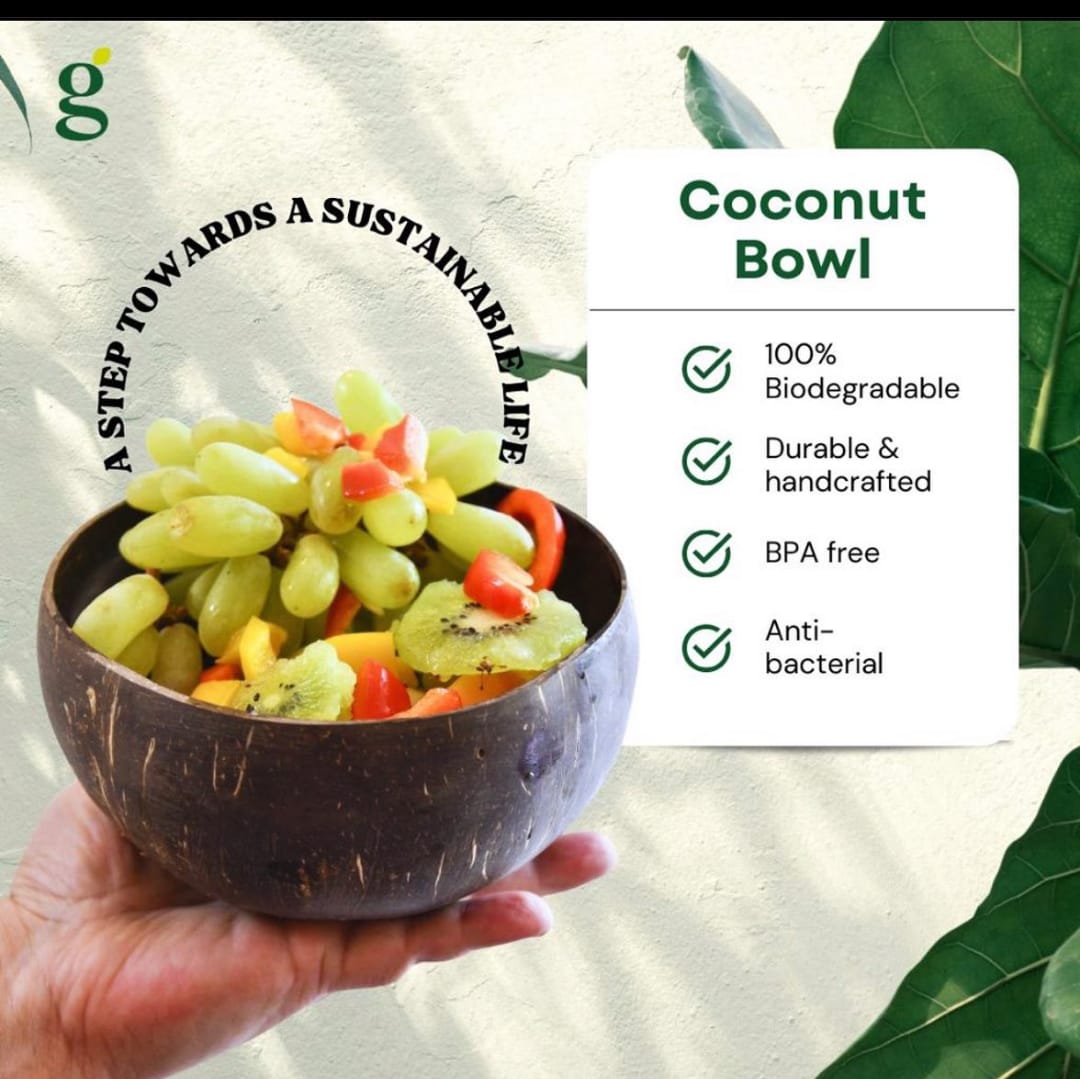 g
A STEP TOWARDS A SUSTAINABLE LIFE
Coconut
Bowl
100%
Biodegradable
Durable &
handcrafted
BPA free
Anti-
bacterial